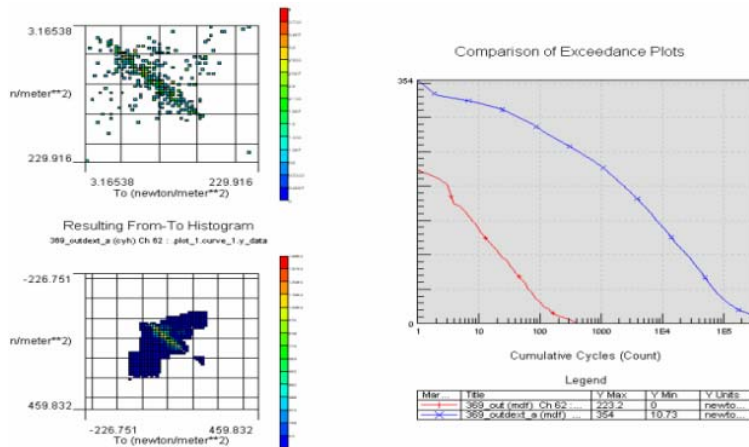 3.16538
n/meter**2)
229.916
3.16538 229.916
To (newton/meter**2)
Resulting From-To Histogram
369_outdext_a (cyh) Ch 62 : .plot_1.curve_1.y_data
-226.751
n/meter**2)
459.832
-226.751 459.832
To (newton/meter**2)
Comparison of Exceedance Plots
354
0
1 10 100 1000 1E4 1E5
Cumulative Cycles (Count)
Legend
Mar... Title Y Max Y Min Y Units
369_out (mdf) Ch 62 :... 223.2 0 newto...
369_outdext_a (mdf) ... 354 10.73 newto...